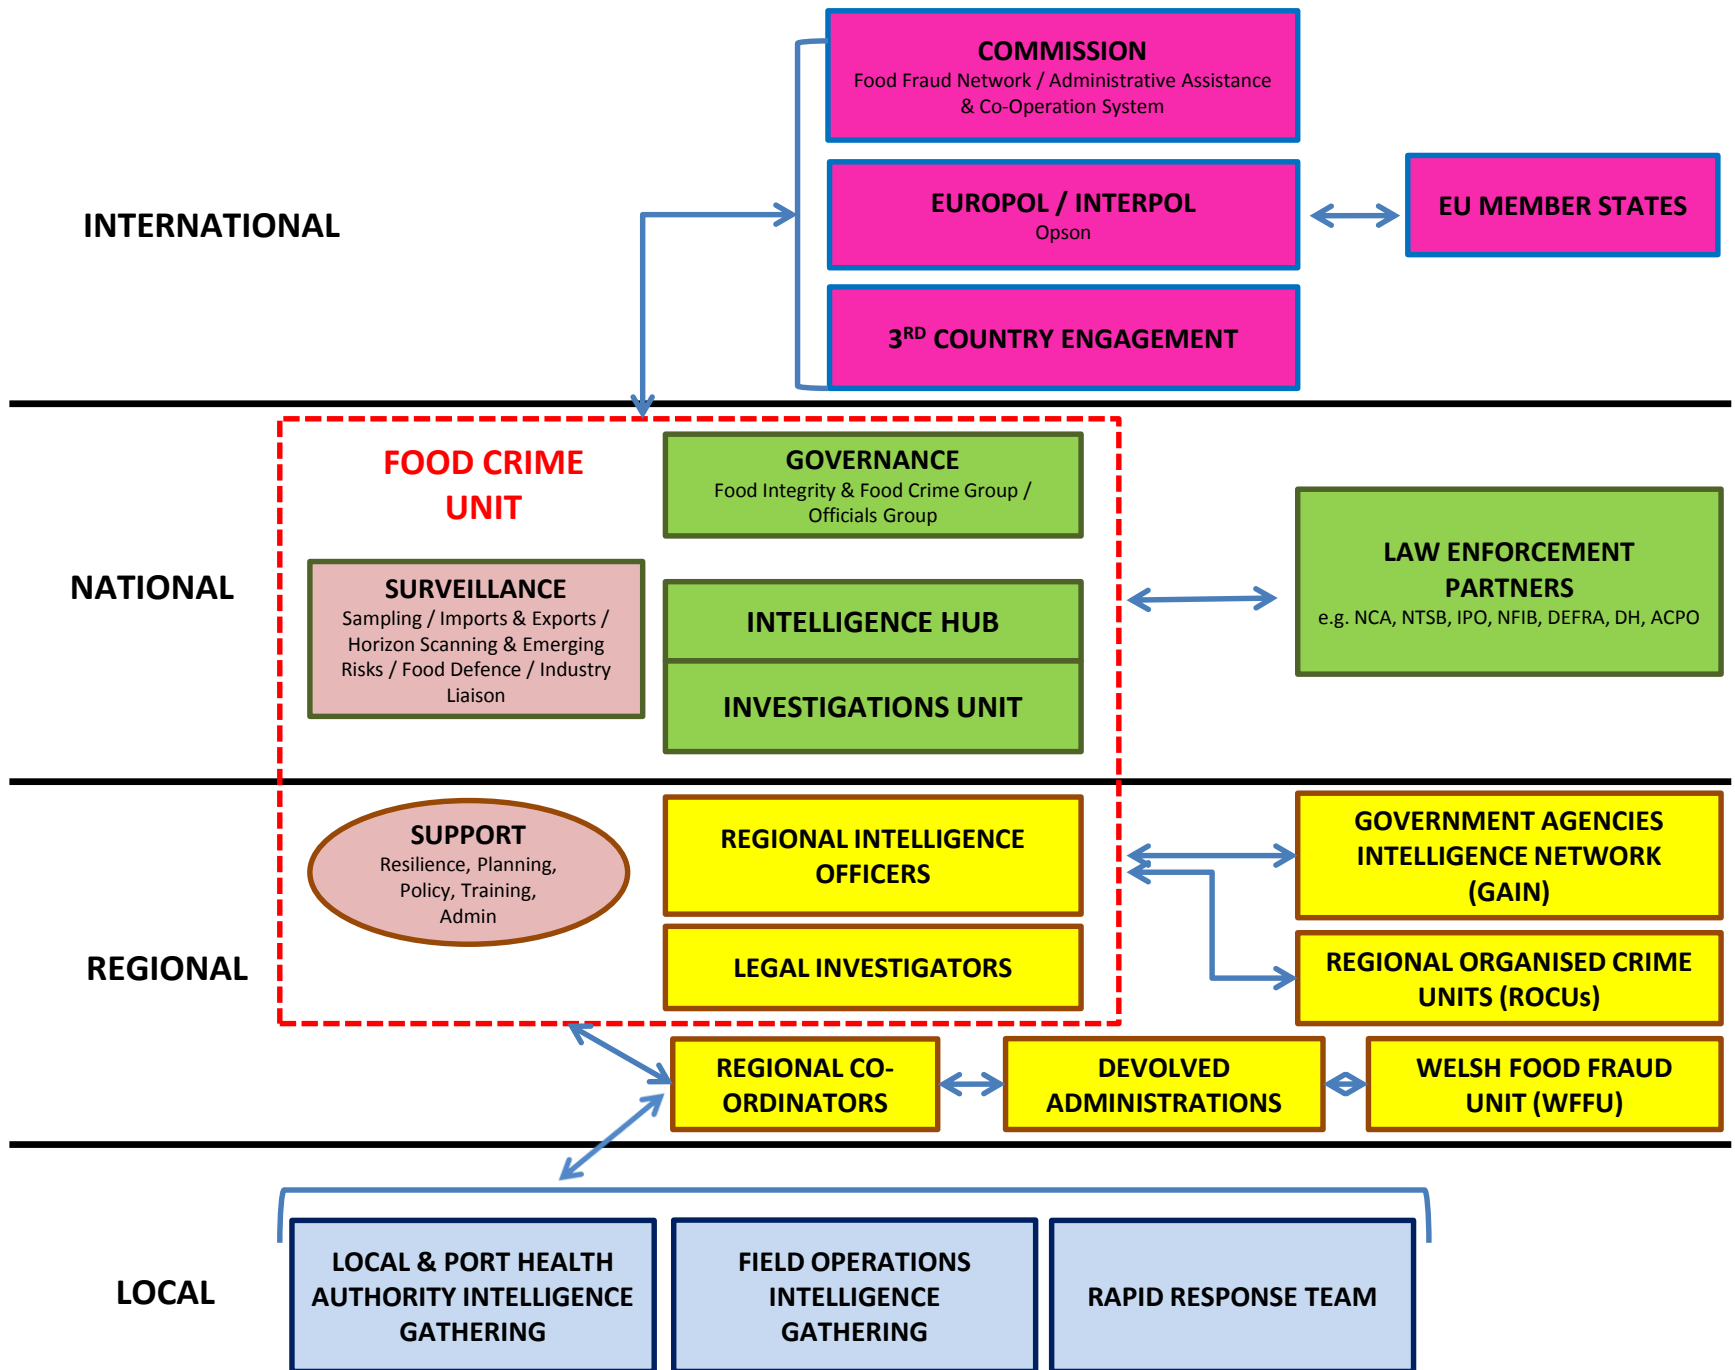 COMMISSION
Food Fraud Network / Administrative Assistance
& Co-Operation System
INTERNATIONAL
EUROPOL / INTERPOL
Opson
EU MEMBER STATES
3RD COUNTRY ENGAGEMENT
FOOD CRIME
UNIT
GOVERNANCE
Food Integrity & Food Crime Group /
Officials Group
NATIONAL
SURVEILLANCE
Sampling / Imports & Exports /
Horizon Scanning & Emerging
Risks / Food Defence / Industry
Liaison
INTELLIGENCE HUB
INVESTIGATIONS UNIT
LAW ENFORCEMENT
PARTNERS
e.g. NCA, NTSB, IPO, NFIB, DEFRA, DH, ACPO
REGIONAL
SUPPORT
Resilience, Planning,
Policy, Training,
Admin
REGIONAL INTELLIGENCE
OFFICERS
LEGAL INVESTIGATORS
GOVERNMENT AGENCIES
INTELLIGENCE NETWORK
(GAIN)
REGIONAL ORGANISED CRIME
UNITS (ROCUs)
REGIONAL CO-
ORDINATORS
DEVOLVED
ADMINISTRATIONS
WELSH FOOD FRAUD
UNIT (WFFU)
LOCAL
LOCAL & PORT HEALTH
AUTHORITY INTELLIGENCE
GATHERING
FIELD OPERATIONS
INTELLIGENCE
GATHERING
RAPID RESPONSE TEAM